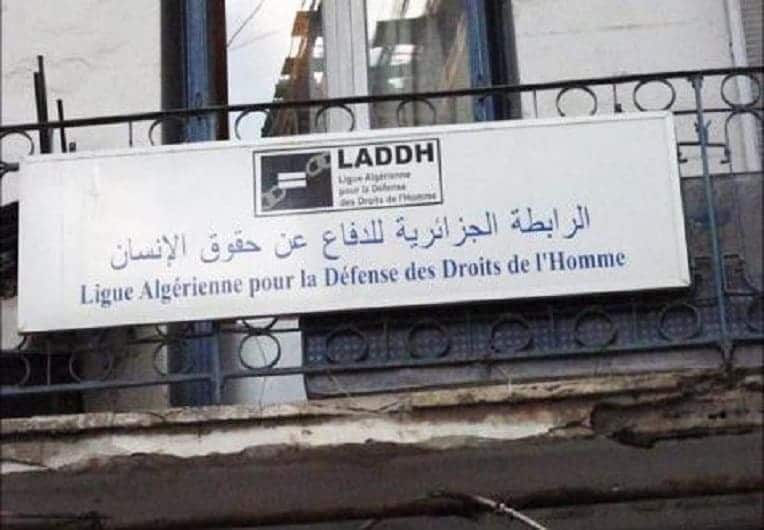 LADDH
Ligue Algérienne
pour la Défense
des Droits de l'Homme
الرابطة الجزائرية للدفاع عن حقوق الإنسان
Ligue Algérienne pour la Défense des Droits de l'Homme